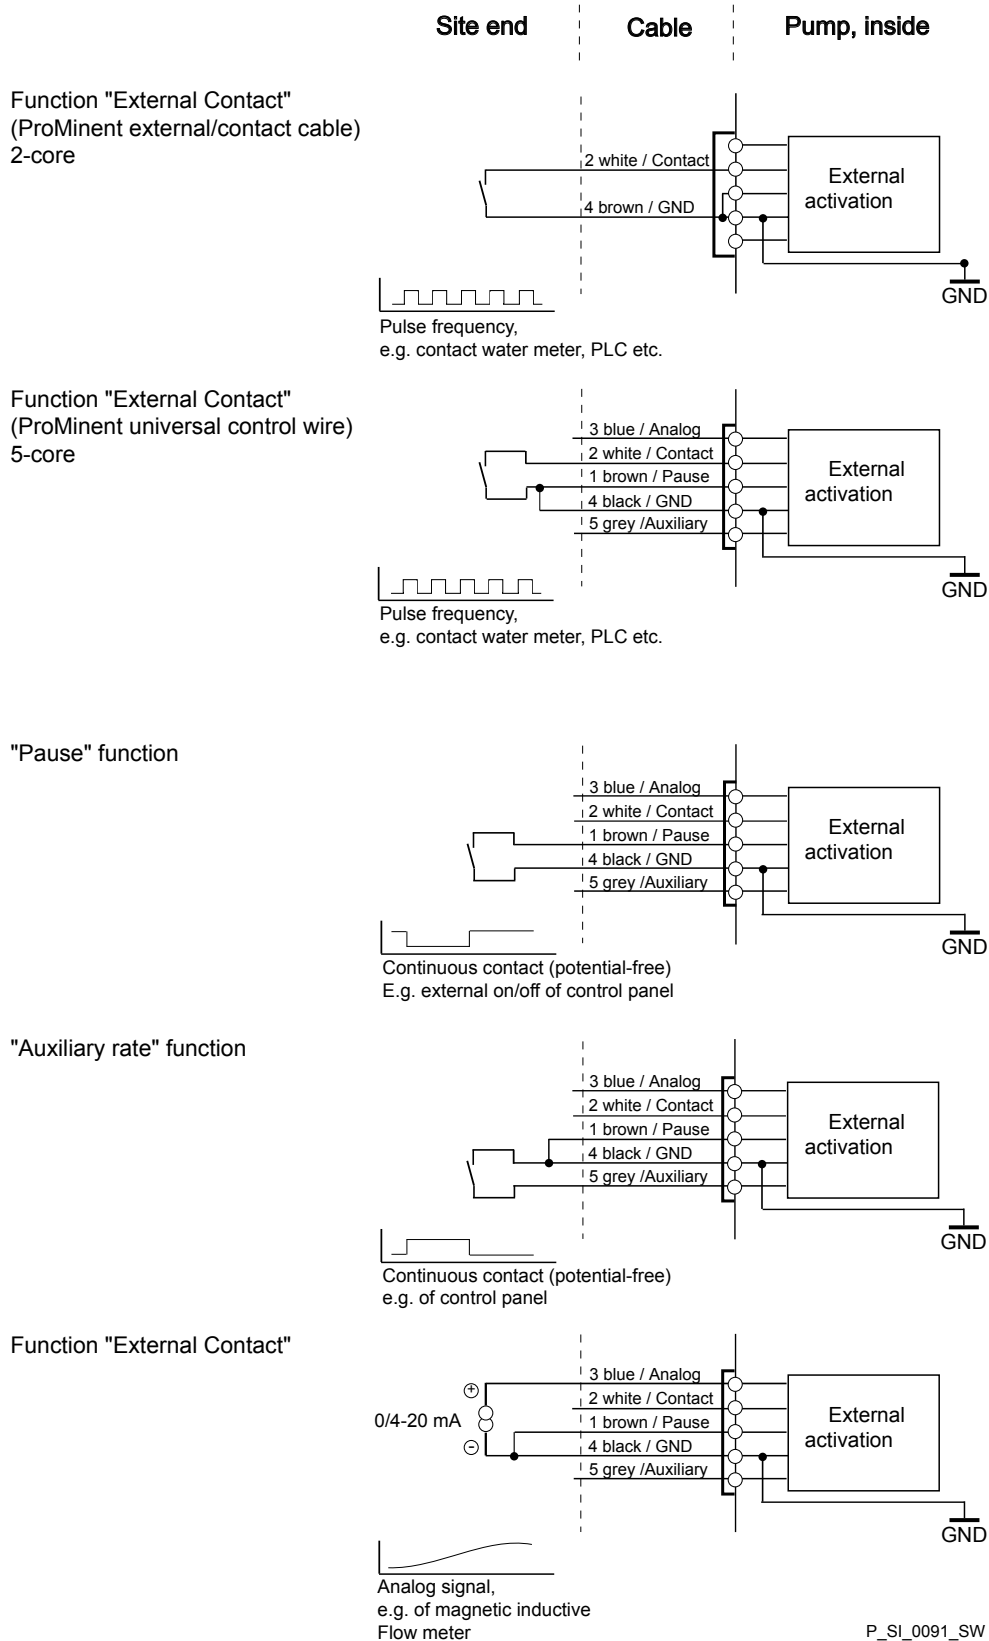 Site end
Cable
Pump, inside
Function "External Contact"
(ProMinent external/contact cable)
2-core
2 white / Contact
4 brown / GND
External
activation
GND
Pulse frequency,
e.g. contact water meter, PLC etc.
Function "External Contact"
(ProMinent universal control wire)
5-core
3 blue / Analog
2 white / Contact
1 brown / Pause
4 black / GND
5 grey /Auxiliary
External
activation
GND
Pulse frequency,
e.g. contact water meter, PLC etc.
"Pause" function
3 blue / Analog
2 white / Contact
1 brown / Pause
4 black / GND
5 grey /Auxiliary
External
activation
GND
Continuous contact (potential-free)
E.g. external on/off of control panel
"Auxiliary rate" function
3 blue / Analog
2 white / Contact
1 brown / Pause
4 black / GND
5 grey /Auxiliary
External
activation
GND
Continuous contact (potential-free)
e.g. of control panel
Function "External Contact"
3 blue / Analog
2 white / Contact
1 brown / Pause
4 black / GND
5 grey /Auxiliary
+
0/4-20 mA
-
External
activation
GND
Analog signal,
e.g. of magnetic inductive
Flow meter
P_SI_0091_SW